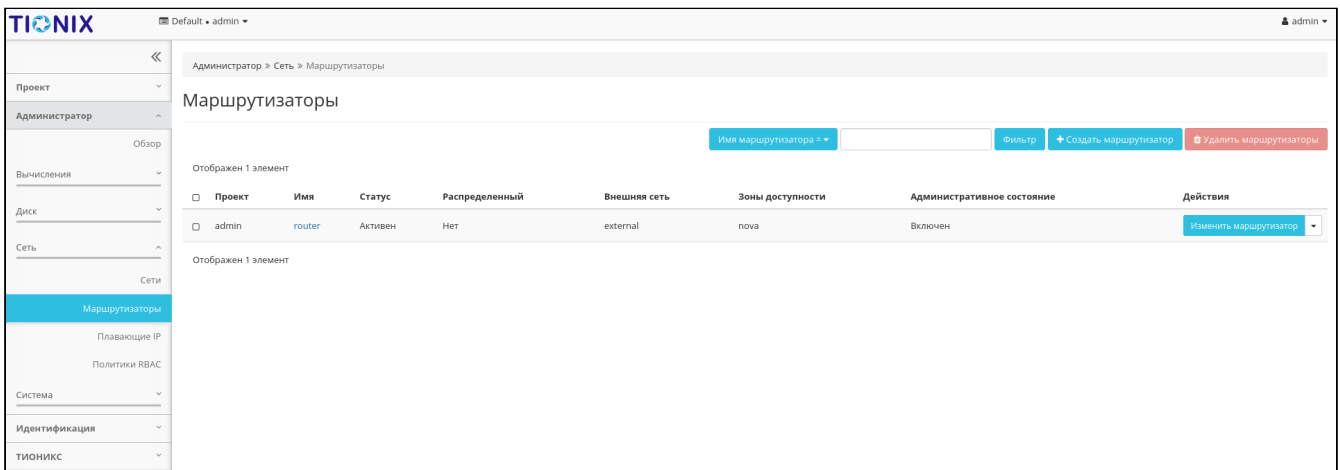 TIONIX
Default • admin
admin
Администратор » Сеть » Маршрутизаторы
Проект
Администратор
Обзор
Вычисления
Диск
Сеть
Сети
Маршрутизаторы
Плавающие IP
Политики RBAC
Система
Идентификация
ТИОНИКС
Маршрутизаторы
Имя маршрутизатора =
Фильтр
+ Создать маршрутизатор
Удалить маршрутизаторы
Отображен 1 элемент
Проект Имя Статус Распределенный Внешняя сеть Зоны доступности Административное состояние Действия
admin router Активен Нет external nova Включен Изменить маршрутизатор
Отображен 1 элемент